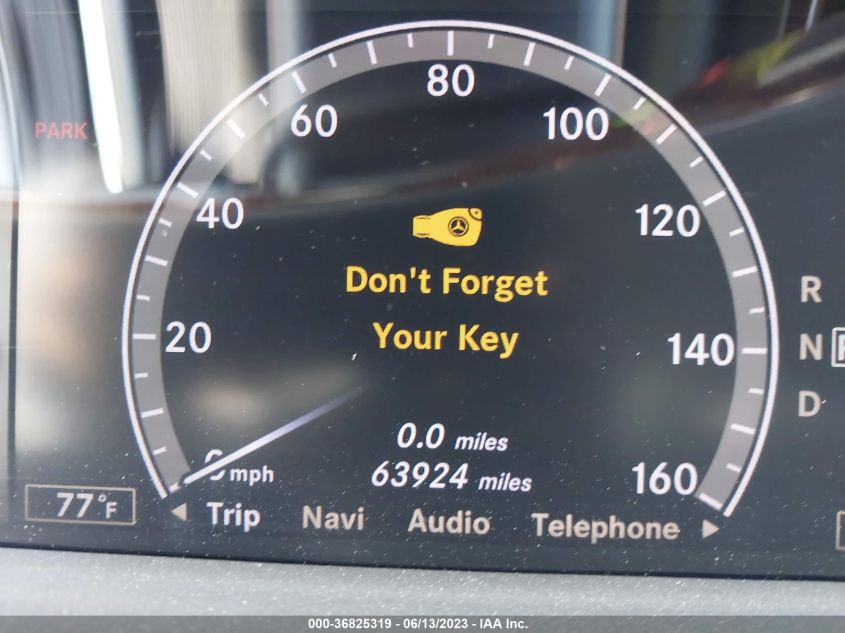 80
60
100
PARK
40
120
Don't Forget
R
20
Your Key
140
N
P
D
0.0 miles
0 mph
63924 miles
160
77°F
Trip Navi Audio Telephone
000-36825319 - 06/13/2023 - IAA Inc.